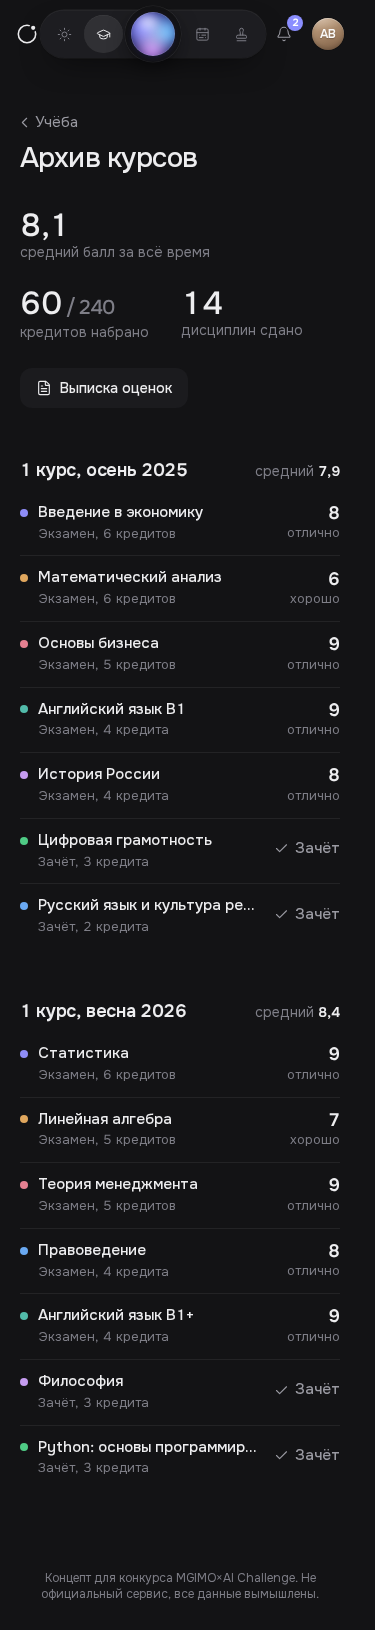 2
AB
Учёба
Архив курсов
8,1
средний балл за всё время
60 / 240
кредитов набрано
14
дисциплин сдано
Выписка оценок
1 курс, осень 2025
средний 7,9
Введение в экономику
8
Экзамен, 6 кредитов
отлично
Математический анализ
6
Экзамен, 6 кредитов
хорошо
Основы бизнеса
9
Экзамен, 5 кредитов
отлично
Английский язык B1
9
Экзамен, 4 кредита
отлично
История России
8
Экзамен, 4 кредита
отлично
Цифровая грамотность
Зачёт
Зачёт, 3 кредита
Русский язык и культура ре...
Зачёт
Зачёт, 2 кредита
1 курс, весна 2026
средний 8,4
Статистика
9
Экзамен, 6 кредитов
отлично
Линейная алгебра
7
Экзамен, 5 кредитов
хорошо
Теория менеджмента
9
Экзамен, 5 кредитов
отлично
Правоведение
8
Экзамен, 4 кредита
отлично
Английский язык B1+
9
Экзамен, 4 кредита
отлично
Философия
Зачёт
Зачёт, 3 кредита
Python: основы программир...
Зачёт
Зачёт, 3 кредита
Концепт для конкурса MGIMO×AI Challenge. Не
официальный сервис, все данные вымышлены.